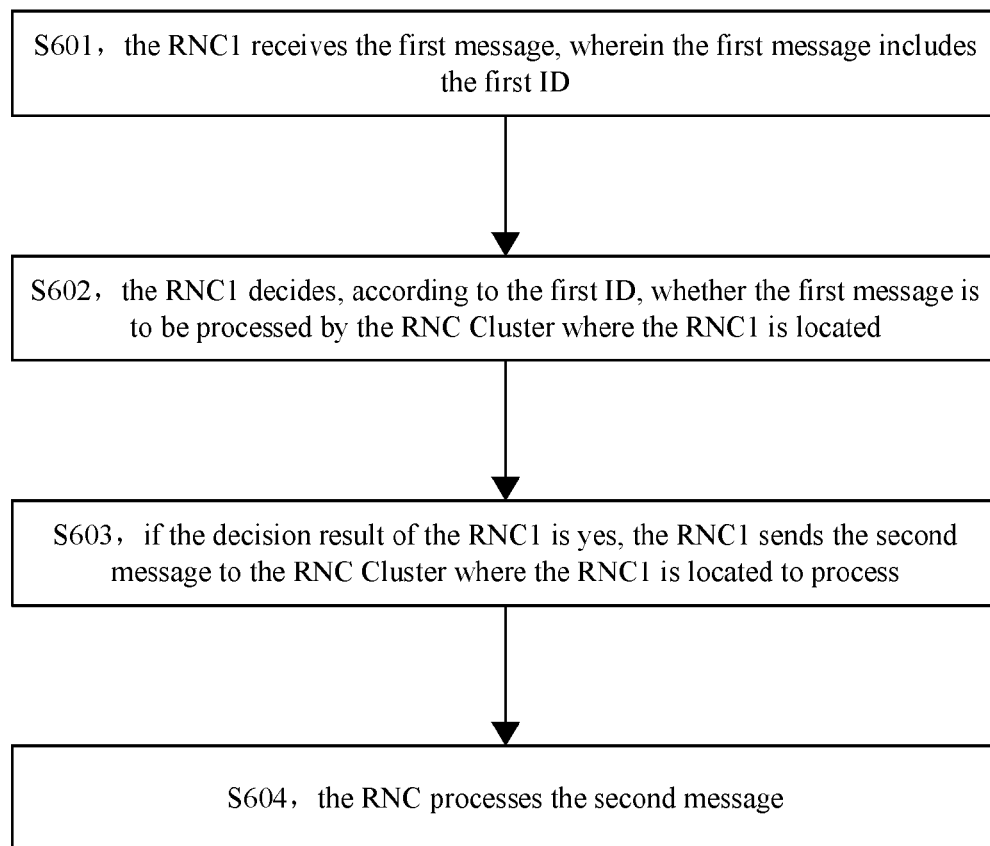 S601，the RNC1 receives the first message, wherein the first message includes
the first ID
S602，the RNC1 decides, according to the first ID, whether the first message is
to be processed by the RNC Cluster where the RNC1 is located
S603，if the decision result of the RNC1 is yes, the RNC1 sends the second
message to the RNC Cluster where the RNC1 is located to process
S604，the RNC processes the second message